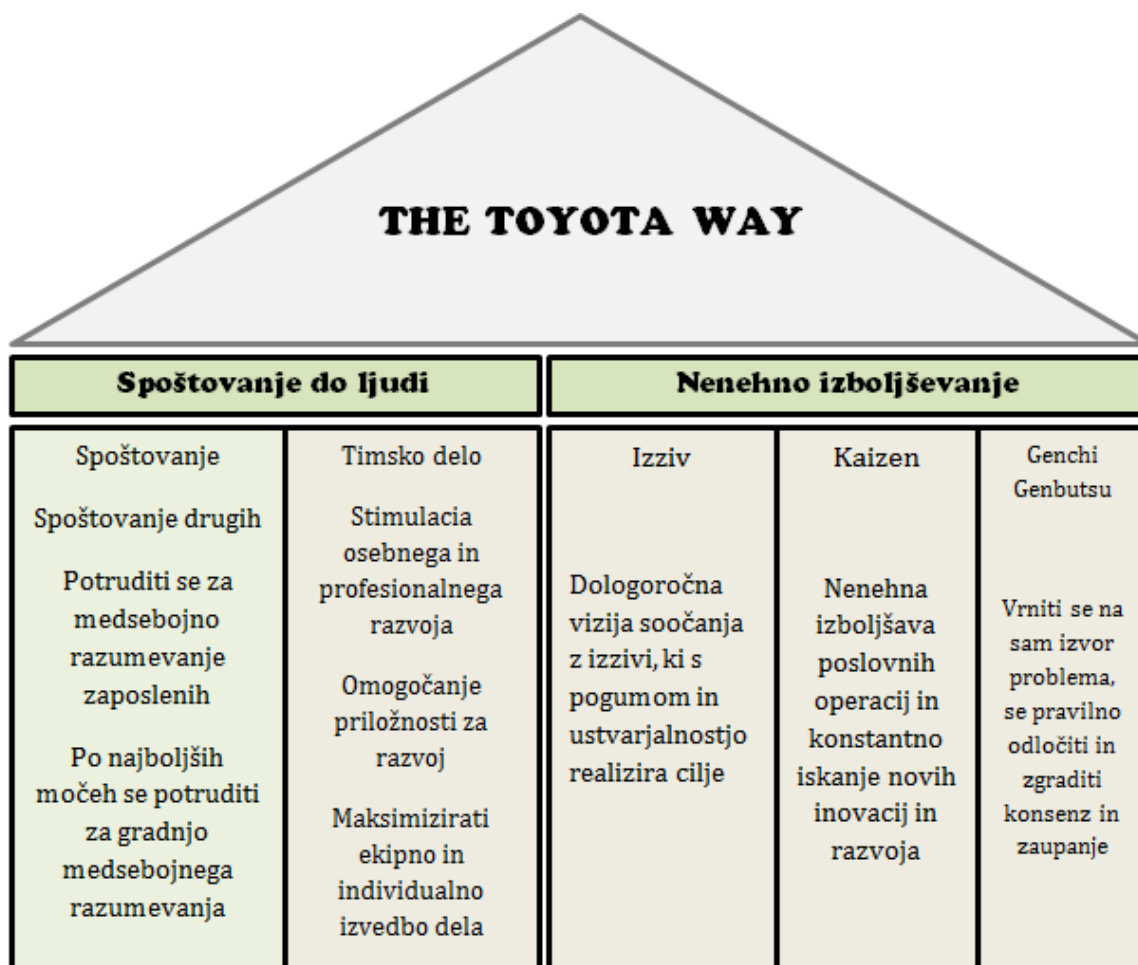 THE TOYOTA WAY
Spoštovanje do ljudi
Nenehno izboljševanje
Spoštovanje
Spoštovanje drugih
Potruditi se za
medsebojno
razumevanje
zaposlenih
Po najboljših
močeh se potruditi
za gradnjo
medsebojnega
razumevanja
Timsko delo
Stimulacia
osebnega in
profesionalnega
razvoja
Omogočanje
priložnosti za
razvoj
Maksimizirati
ekipno in
individualno
izvedbo dela
Izziv
Dologoročna
vizija soočanja
z izzivi, ki s
pogumom in
ustvarjalnostjo
realizira cilje
Kaizen
Nenehna
izboljšava
poslovnih
operacij in
konstantno
iskanje novih
inovacij in
razvoja
Genchi
Genbutsu
Vrniti se na
sam izvor
problema,
se pravilno
odločiti in
zgraditi
konsenz in
zaupanje